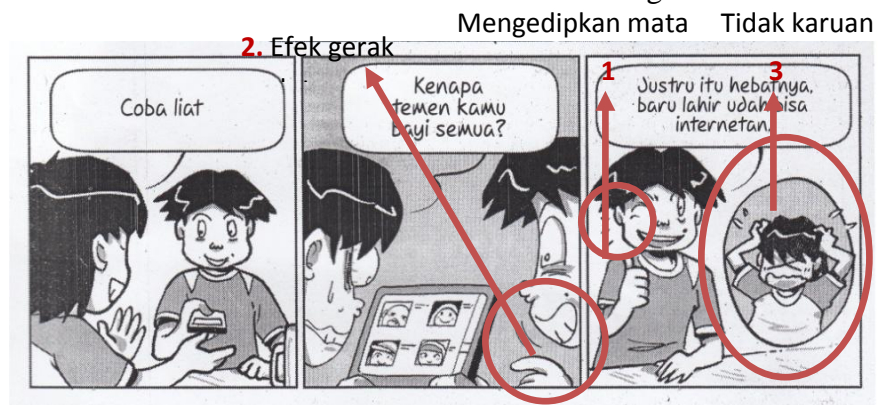 Mengedipkan mata Tidak karuan
2. Efek gerak
Coba liat
Kenapa
temen kamu
bayi semua?
1
3
Justru itu hebatnya,
baru lahir udah bisa
internetan.